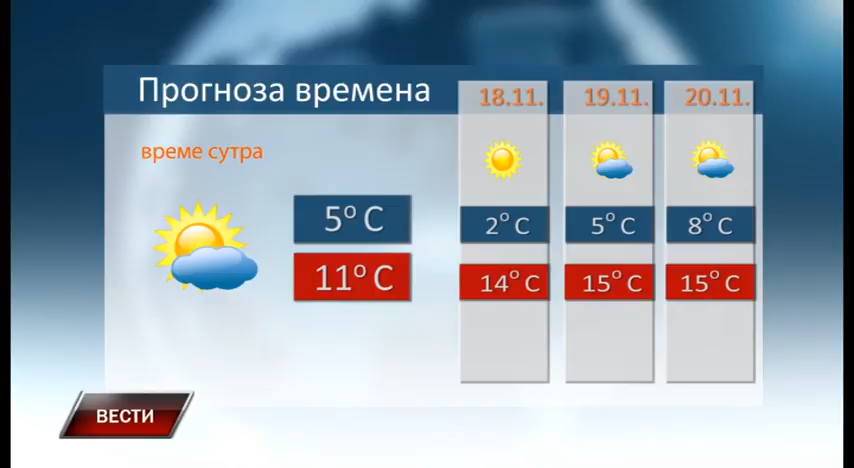 Прогноза времена
време сутра
5° C
11° C
18.11.
2° C
14° C
19.11.
5° C
15° C
20.11.
8° C
15° C
ВЕСТИ